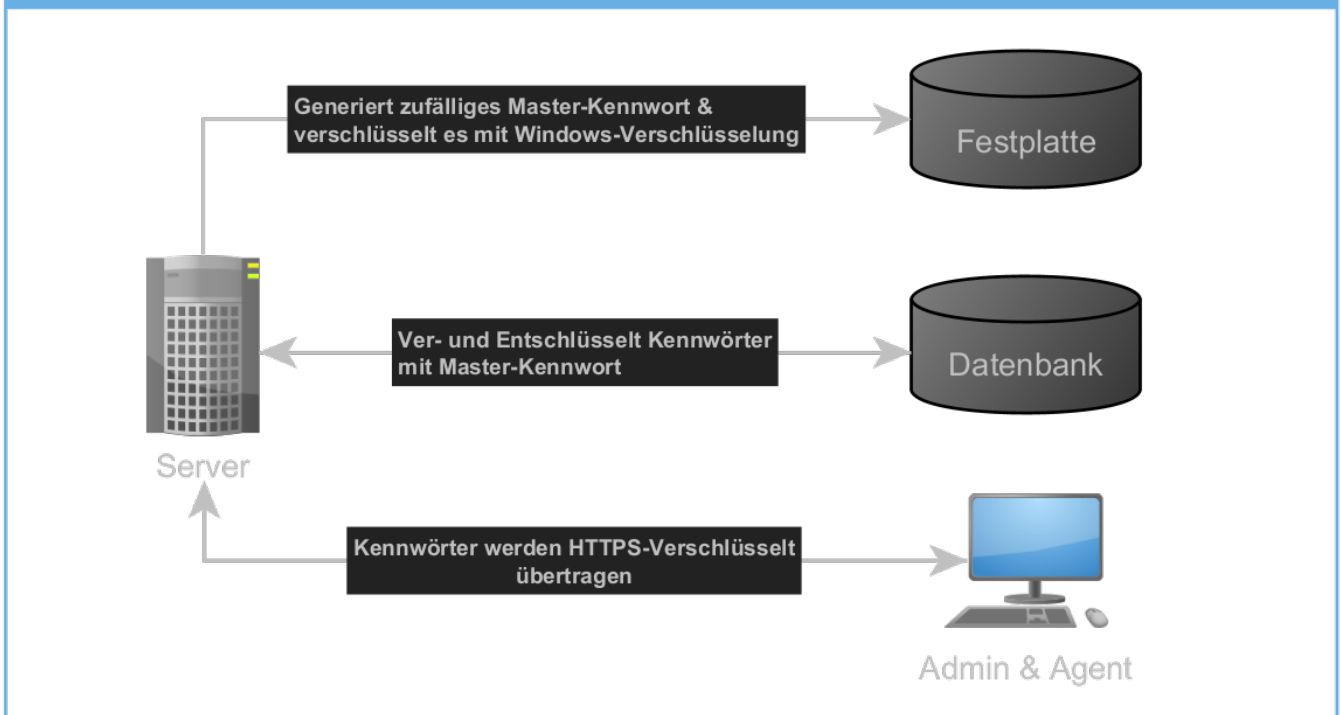 Generiert zufälliges Master-Kennwort &
verschlüsselt es mit Windows-Verschlüsselung
Festplatte
Ver- und Entschlüsselt Kennwörter
mit Master-Kennwort
Datenbank
Server
Kennwörter werden HTTPS-Verschlüsselt
übertragen
Admin & Agent